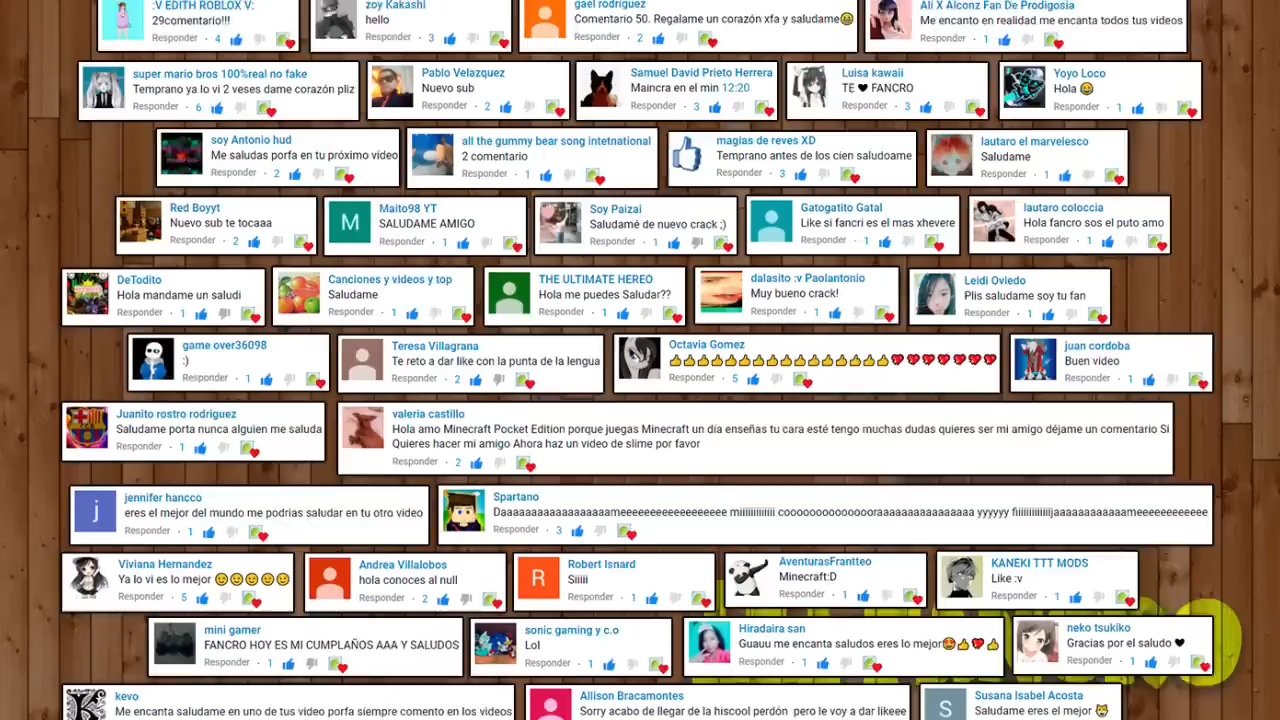 :V EDITH ROBLOX V:
29comentario!!!
Responder · 4
zoy Kakashi
hello
Responder · 3
gael rodriguez
Comentario 50. Regalame un corazón xfa y saludame😁
Responder · 2
Ali X Alconz Fan De Prodigosia
Me encanto en realidad me encanta todos tus videos
Responder · 1
super mario bros 100%real no fake
Temprano ya lo vi 2 veses dame corazón pliz
Responder · 6
Pablo Velazquez
Nuevo sub
Responder · 2
Samuel David Prieto Herrera
Maincra en el min 12:20
Responder · 3
Luisa kawaii
TE ♥ FANCRO
Responder · 3
Yoyo Loco
Hola 😂
Responder · 1
soy Antonio hud
Me saludas porfa en tu próximo vídeo
Responder · 2
all the gummy bear song intetnational
2 comentario
Responder · 1
magias de reves XD
Temprano antes de los cien saludoame
Responder · 3
lautaro el marvelesco
Saludame
Responder · 1
Red Boyyt
Nuevo sub te tocaaa
Responder · 2
M
Maito98 YT
SALUDAME AMIGO
Responder · 1
Soy Paizai
Saludamé de nuevo crack ;)
Responder · 1
Gatogatito Gatal
Like si fancri es el mas xhevere
Responder · 1
lautaro coloccia
Hola fancro sos el puto amo
Responder · 1
DeTodito
Hola mandame un saludi
Responder · 1
Canciones y videos y top
Saludame
Responder · 1
THE ULTIMATE HEREO
Hola me puedes Saludar??
Responder · 1
dalasito :v Paolantonio
Muy bueno crack!
Responder · 1
Leidi Oviedo
Plis saludame soy tu fan
Responder · 1
game over36098
:)
Responder · 1
Teresa Villagrana
Te reto a dar like con la punta de la lengua
Responder · 2
Octavia Gomez
👍👍👍👍👍👍👍👍👍👍👍👍👍👍👍👍💖💖💖💖💖💖💖
Responder · 5
juan cordoba
Buen video
Responder · 1
Juanito rostro rodriguez
Saludame porta nunca alguien me saluda
Responder · 1
valeria castillo
Hola amo Minecraft Pocket Edition porque juegas Minecraft un día enseñas tu cara esté tengo muchas dudas quieres ser mi amigo déjame un comentario Si
Quieres hacer mi amigo Ahora haz un video de slime por favor
Responder · 2
j
jennifer hancco
eres el mejor del mundo me podrias saludar en tu otro video
Responder · 1
Spartano
Responder · 3
Viviana Hernandez
Ya lo vi es lo mejor 😉😉😉😉😉
Responder · 5
Andrea Villalobos
hola conoces al null
Responder · 2
R
Robert Isnard
Siiiii
Responder · 1
AventurasFrantteo
Minecraft:D
Responder · 1
KANEKI TTT MODS
Like :v
Responder · 1
mini gamer
FANCRO HOY ES MI CUMPLAÑOS AAA Y SALUDOS
Responder · 1
sonic gaming y c.o
Lol
Responder · 1
Hiradaira san
Guauu me encanta saludos eres lo mejor🤩👍💖👍
Responder · 1
neko tsukiko
Gracias por el saludo ♥
Responder · 1
K
kevo
Me encanta saludame en uno de tus video porfa siempre comento en los videos
Allison Bracamontes
Sorry acabo de llegar de la hiscool perdón pero le voy a dar likeee
S
Susana Isabel Acosta
Saludame eres el mejor 😿